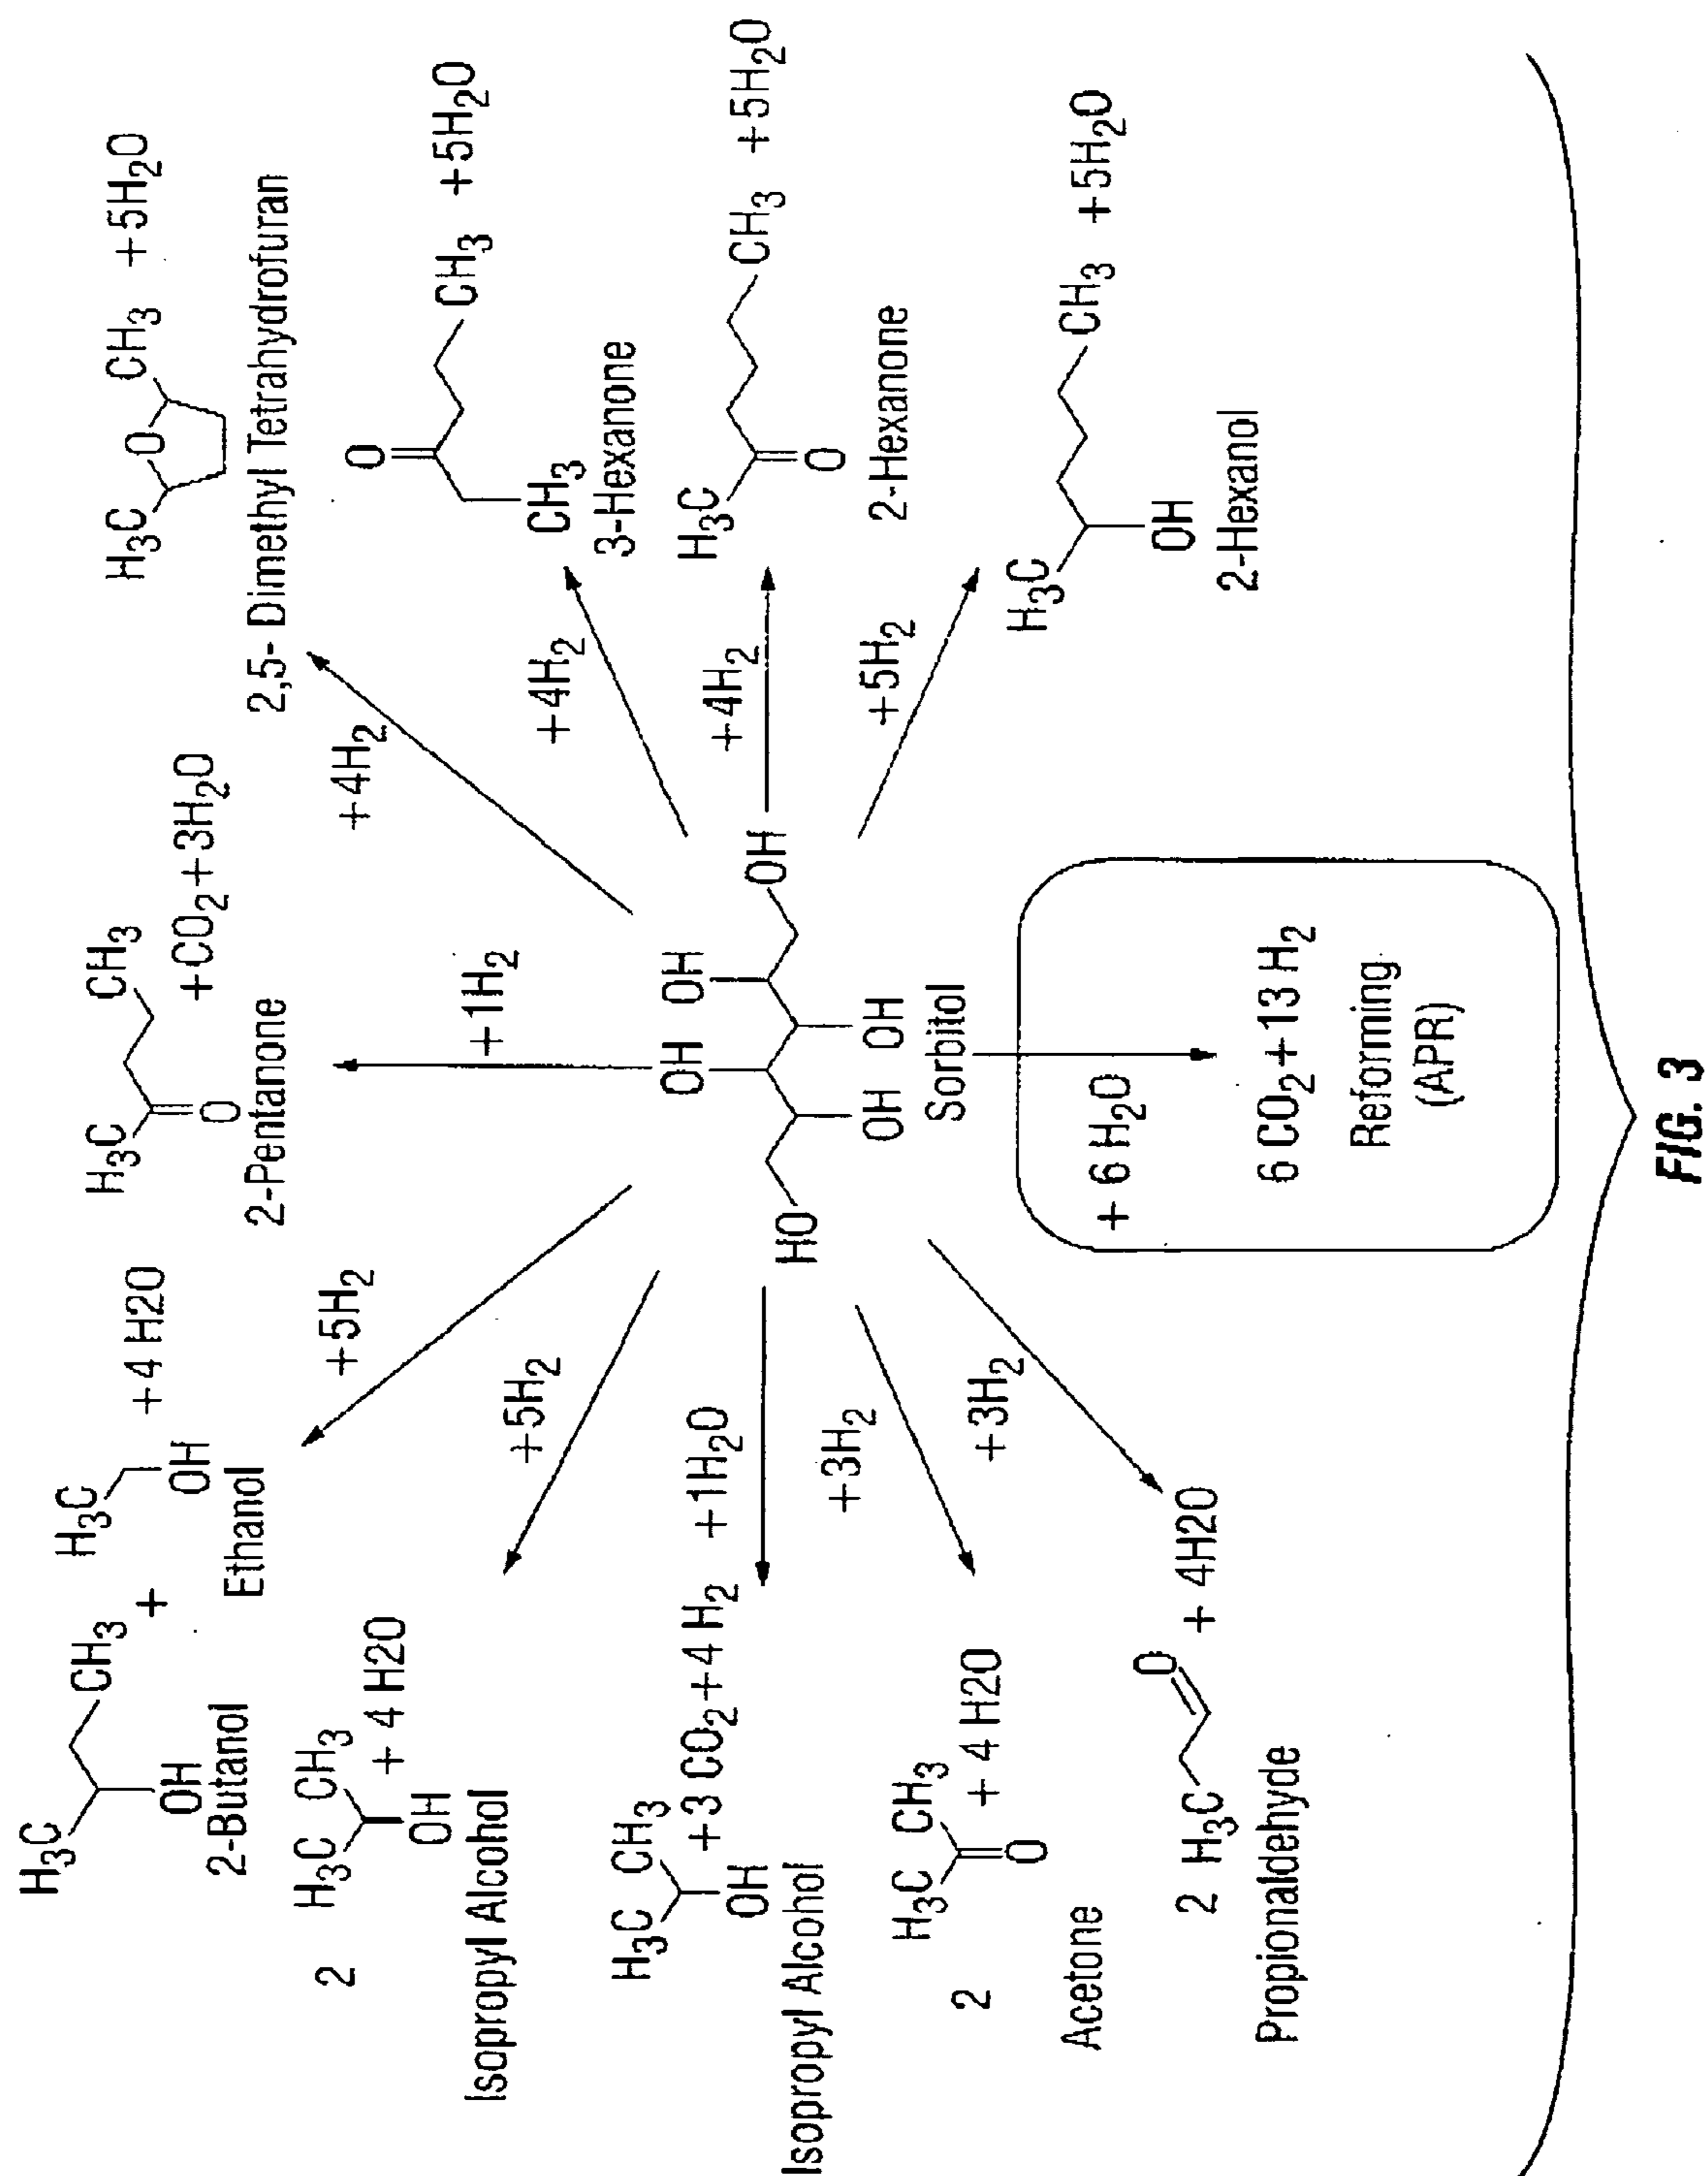 H3C CH3 + H3C +4 H2O
OH OH
2-Butanol Ethanol
+5H2
H3C CH3 +CO2+3H2O
O
2-Pentanone
+1H2
H3C O CH3 +5H2O
2,5- Dimethyl Tetrahydrofuran
+4H2
2 H3C CH3 + 4 H2O
OH
Isopropyl Alcohol
+5H2
O
CH3 +5H2O
CH3
3-Hexanone
+4H2
H3C CH3 +3 CO2+4 H2
OH
Isopropyl Alcohol
+1H2O
OH OH
HO OH
OH OH
Sorbitol
+4H2
H3C CH3 +5H2O
O
2-Hexanone
2 H3C CH3 + 4 H2O
O
Acetone
+3H2
+5H2
H3C CH3 +5H2O
OH
2-Hexanol
+3H2
2 H3C O + 4H2O
Propionaldehyde
+ 6 H2O
6 CO2+13 H2
Reforming
(APR)
FIG. 3